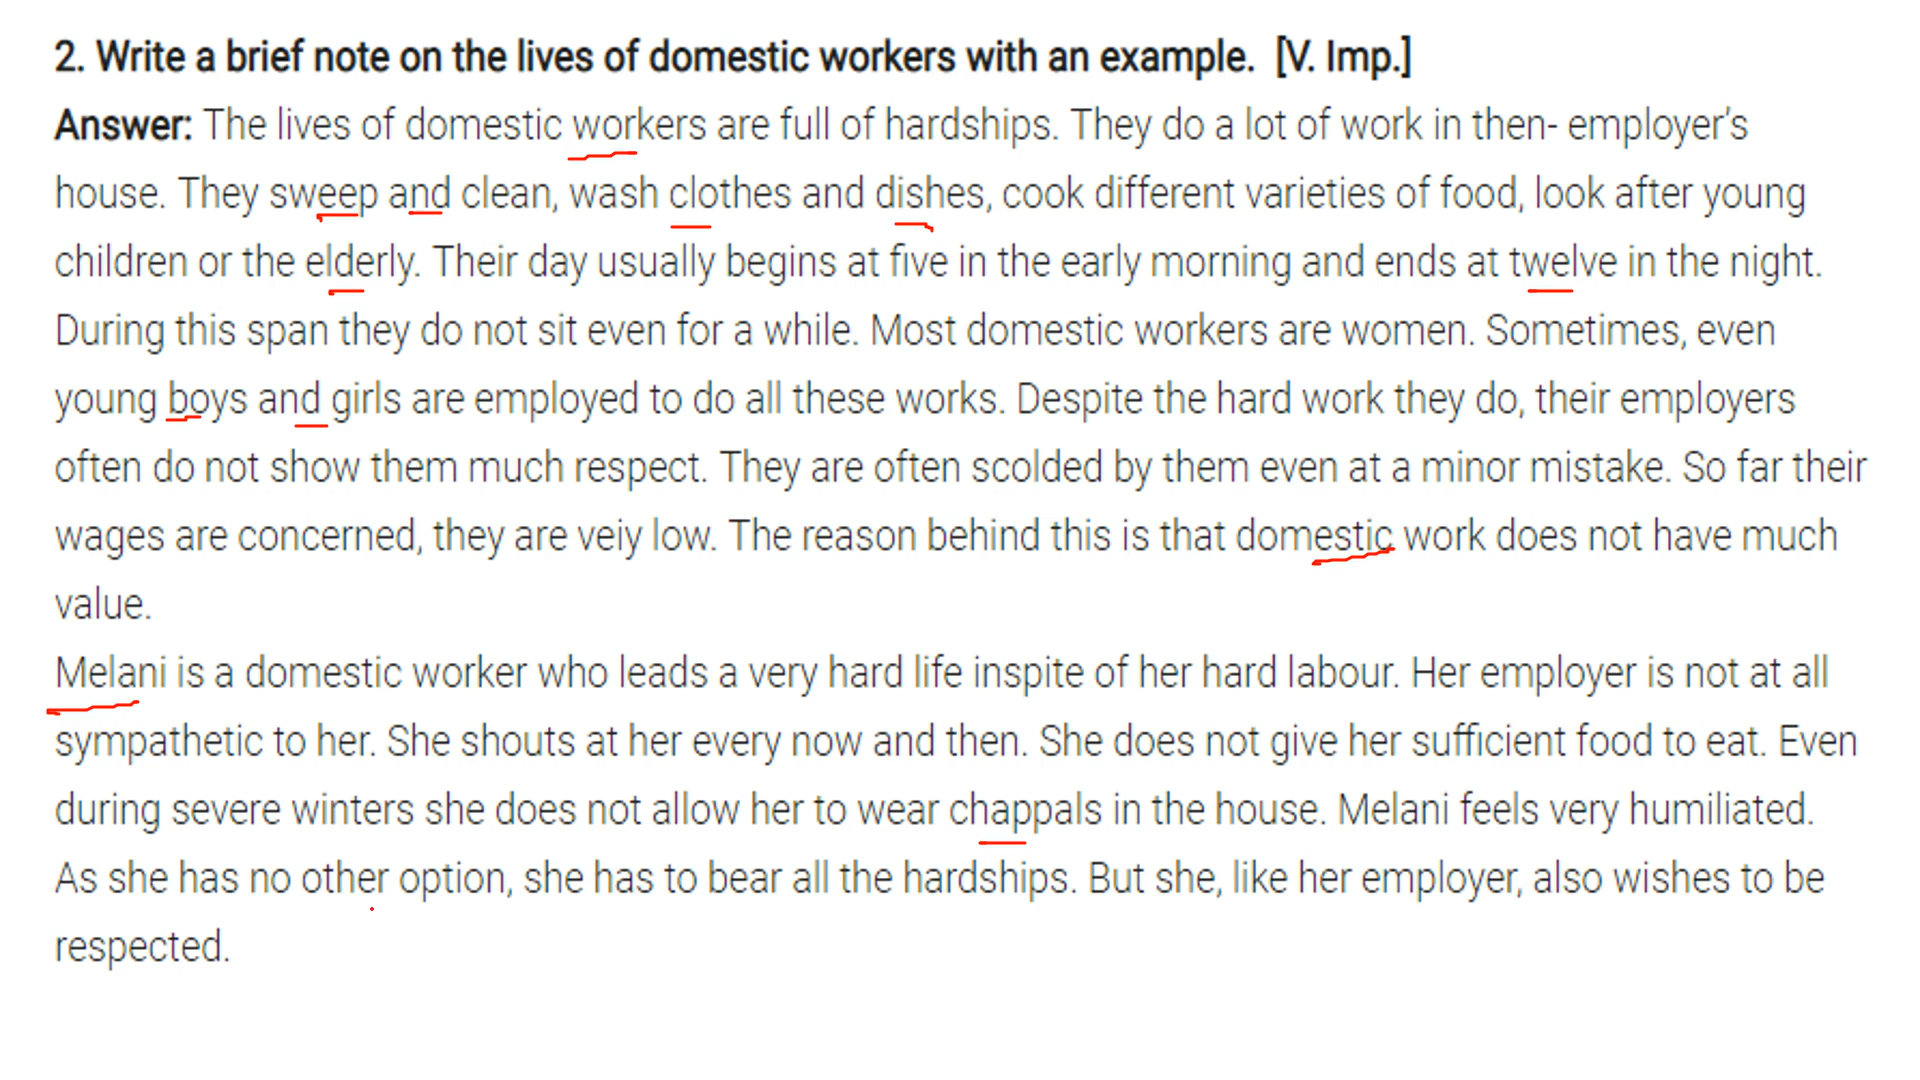 2. Write a brief note on the lives of domestic workers with an example. [V. Imp.]
Answer: The lives of domestic workers are full of hardships. They do a lot of work in then- employer’s
house. They sweep and clean, wash clothes and dishes, cook different varieties of food, look after young
children or the elderly. Their day usually begins at five in the early morning and ends at twelve in the night.
During this span they do not sit even for a while. Most domestic workers are women. Sometimes, even
young boys and girls are employed to do all these works. Despite the hard work they do, their employers
often do not show them much respect. They are often scolded by them even at a minor mistake. So far their
wages are concerned, they are veiy low. The reason behind this is that domestic work does not have much
value.
Melani is a domestic worker who leads a very hard life inspite of her hard labour. Her employer is not at all
sympathetic to her. She shouts at her every now and then. She does not give her sufficient food to eat. Even
during severe winters she does not allow her to wear chappals in the house. Melani feels very humiliated.
As she has no other option, she has to bear all the hardships. But she, like her employer, also wishes to be
respected.